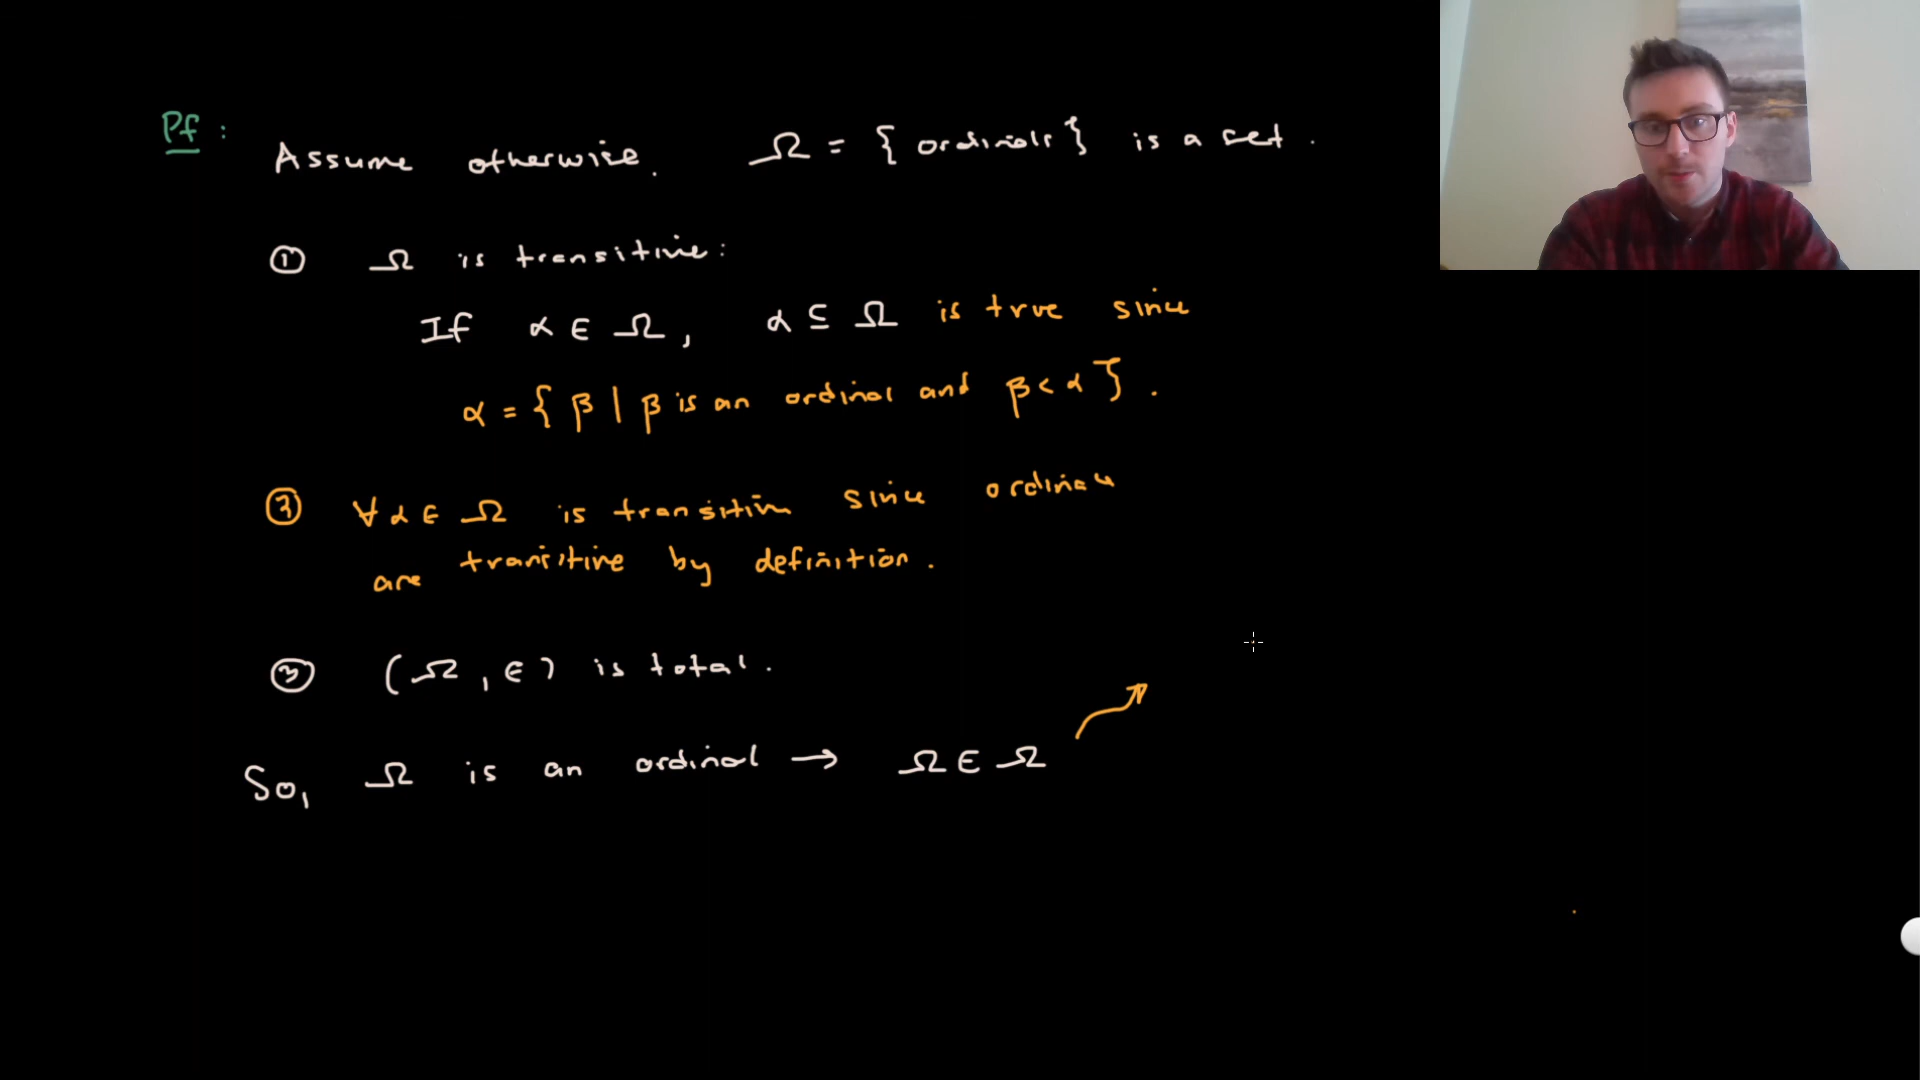 Pf :
Assume otherwise. Ω = { ordinals } is a set .
① Ω is transitive :
If α ∈ Ω , α ⊆ Ω is true since
α = { β | β is an ordinal and β < α } .
② ∀ α ∈ Ω is transitive since ordinals
are transitive by definition .
③ ( Ω , ∈ ) is total .
So, Ω is an ordinal → Ω ∈ Ω